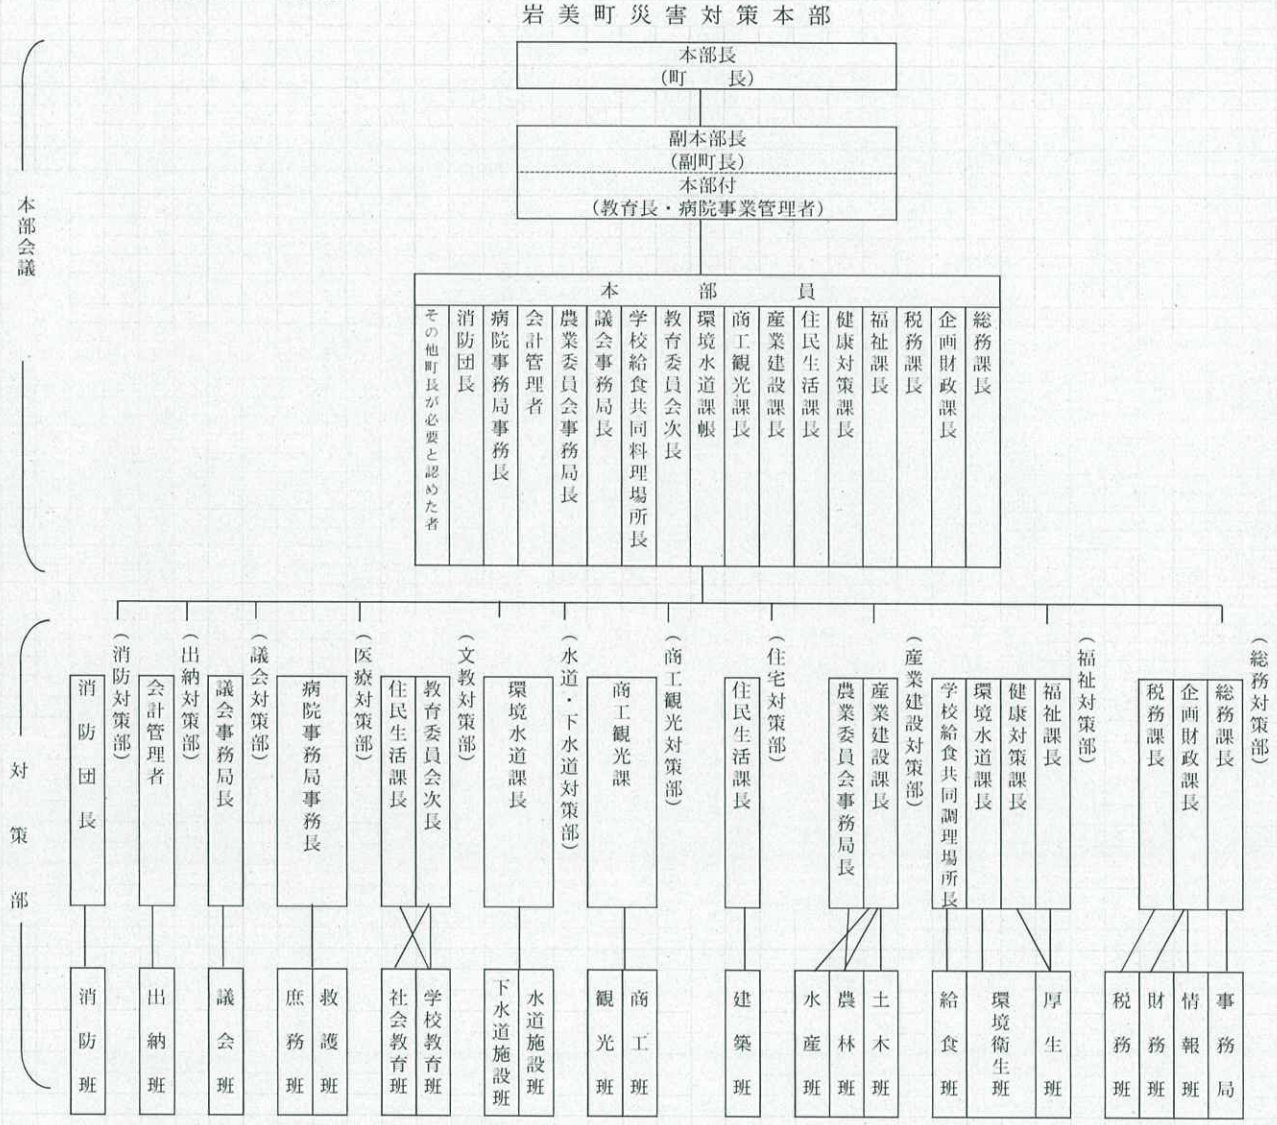 岩美町災害対策本部
本部長
(町　　長)
副本部長
(副町長)
本部付
(教育長・病院事業管理者)
本部会議
本　部　員
総務課長
企画財政課長
税務課長
福祉課長
健康対策課長
住民生活課長
産業建設課長
商工観光課長
環境水道課帳
教育委員会次長
学校給食共同料理場所長
議会事務局長
農業委員会事務局長
会計管理者
病院事務局事務長
消防団長
その他町長が必要と認めた者
対策部
(総務対策部)
総務課長
企画財政課長
税務課長
事務局
情報班
財務班
税務班
(福祉対策部)
福祉課長
健康対策課長
環境水道課長
学校給食共同調理場所長
厚生班
環境衛生班
給食班
(産業建設対策部)
産業建設課長
農業委員会事務局長
土木班
農林班
水産班
(住宅対策部)
住民生活課長
建築班
(商工観光対策部)
商工観光課
商工班
観光班
(水道・下水道対策部)
環境水道課長
水道施設班
下水道施設班
(文教対策部)
教育委員会次長
住民生活課長
学校教育班
社会教育班
(医療対策部)
病院事務局事務長
救護班
庶務班
(議会対策部)
議会事務局長
議会班
(出納対策部)
会計管理者
出納班
(消防対策部)
消防団長
消防班